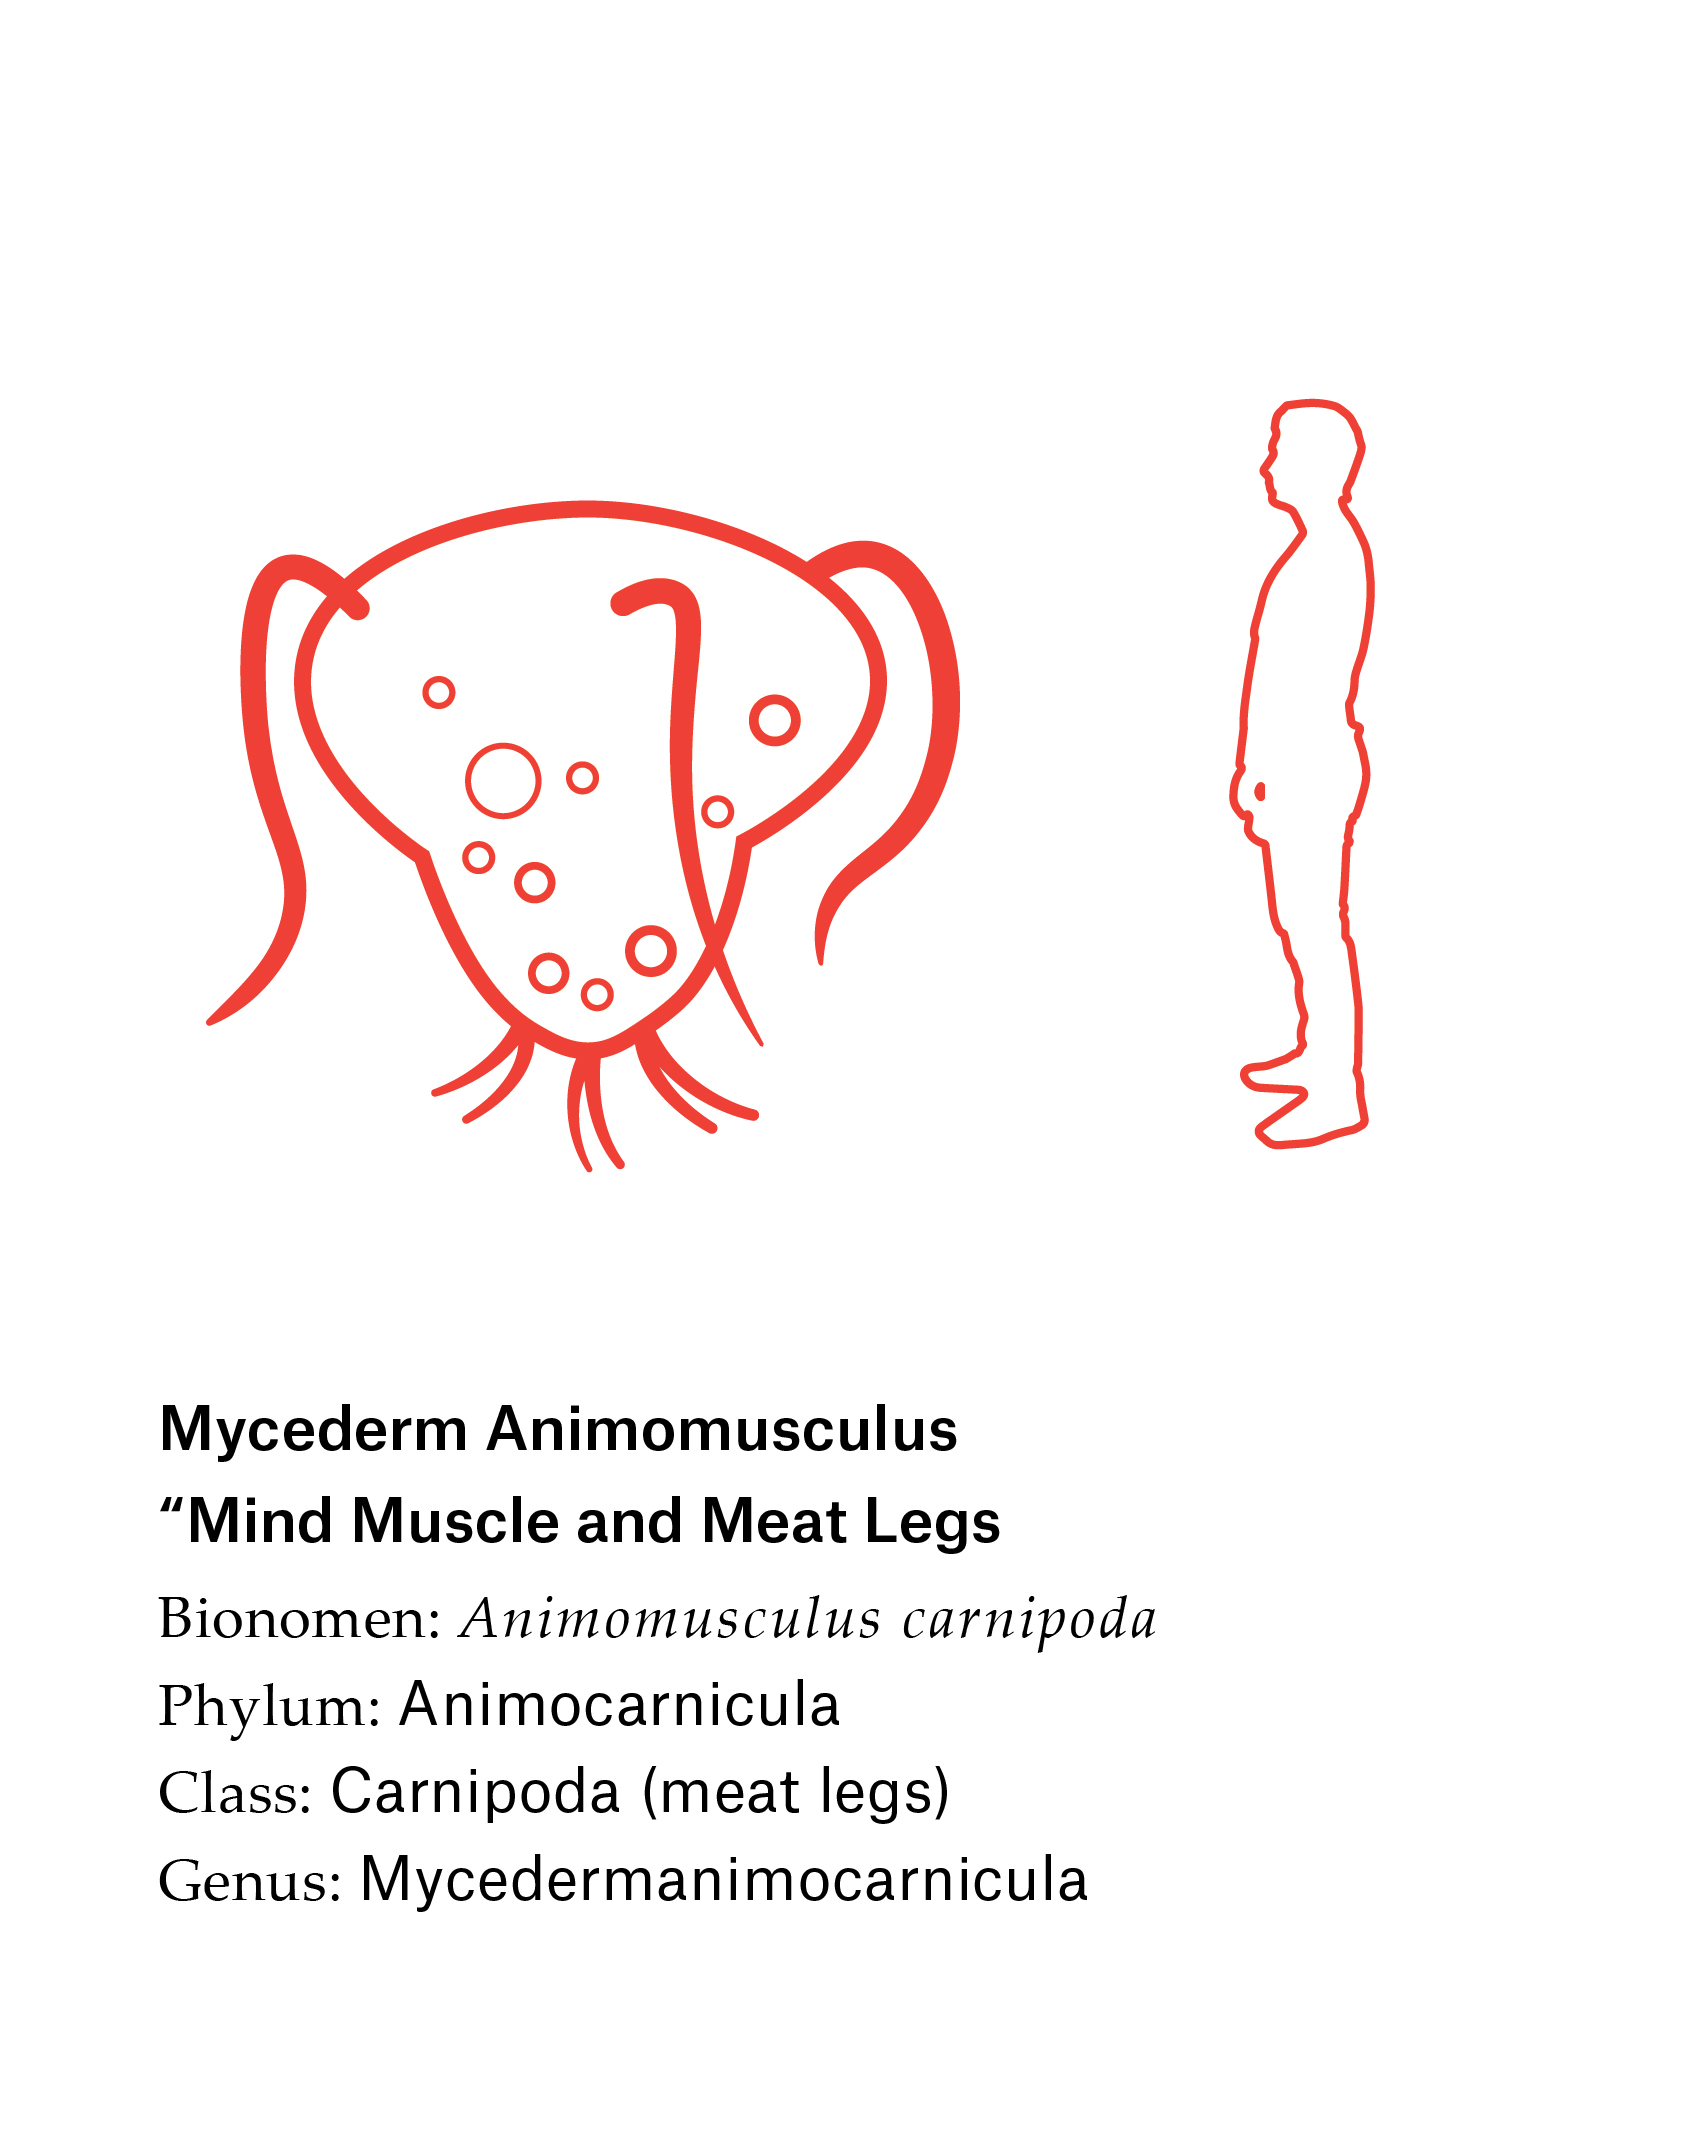 Mycederm Animomusculus
“Mind Muscle and Meat Legs
Bionomen: Animomusculus carnipoda
Phylum: Animocarnicula
Class: Carnipoda (meat legs)
Genus: Mycedermanimocarnicula